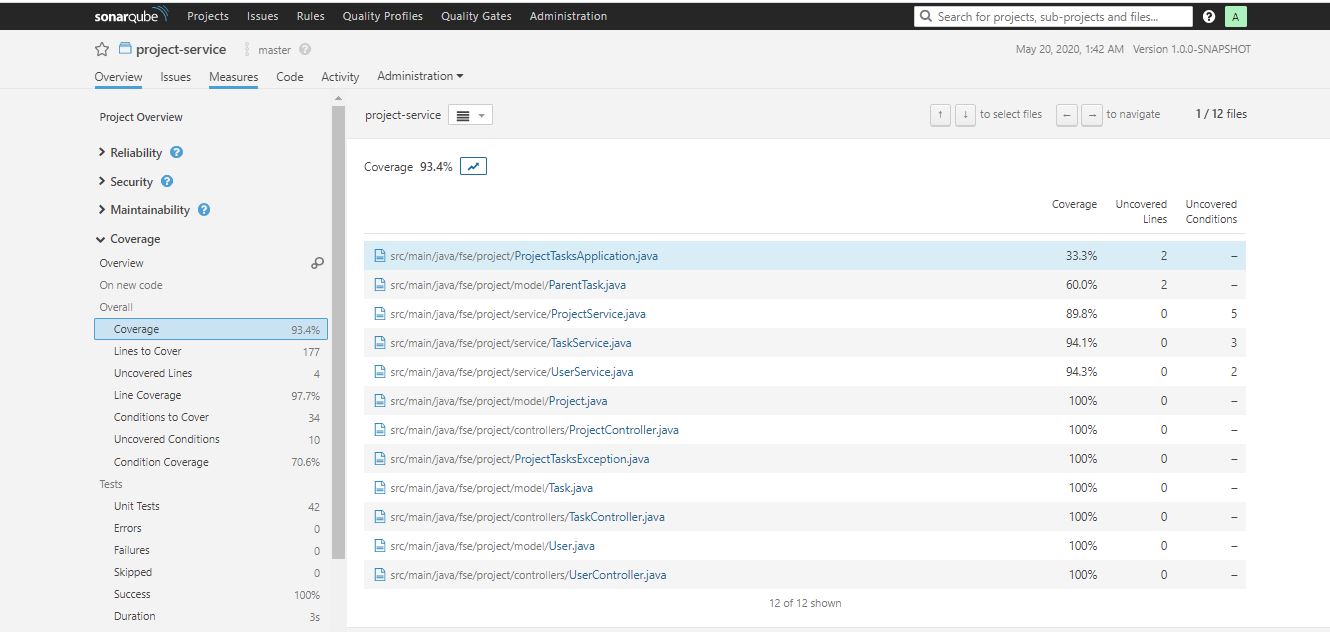 sonarqube Projects Issues Rules Quality Profiles Quality Gates Administration Search for projects, sub-projects and files... ? A
project-service master ? May 20, 2020, 1:42 AM Version 1.0.0-SNAPSHOT
Overview Issues Measures Code Activity Administration
Project Overview
Reliability ?
Security ?
Maintainability ?
Coverage
Overview
On new code
Overall
Coverage 93.4%
Lines to Cover 177
Uncovered Lines 4
Line Coverage 97.7%
Conditions to Cover 34
Uncovered Conditions 10
Condition Coverage 70.6%
Tests
Unit Tests 42
Errors 0
Failures 0
Skipped 0
Success 100%
Duration 3s
project-service ↑ ↓ to select files ← → to navigate 1 / 12 files
Coverage 93.4%
Coverage Uncovered Lines Uncovered Conditions
src/main/java/fse/project/ProjectTasksApplication.java 33.3% 2 –
src/main/java/fse/project/model/ParentTask.java 60.0% 2 –
src/main/java/fse/project/service/ProjectService.java 89.8% 0 5
src/main/java/fse/project/service/TaskService.java 94.1% 0 3
src/main/java/fse/project/service/UserService.java 94.3% 0 2
src/main/java/fse/project/model/Project.java 100% 0 –
src/main/java/fse/project/controllers/ProjectController.java 100% 0 –
src/main/java/fse/project/ProjectTasksException.java 100% 0 –
src/main/java/fse/project/model/Task.java 100% 0 –
src/main/java/fse/project/controllers/TaskController.java 100% 0 –
src/main/java/fse/project/model/User.java 100% 0 –
src/main/java/fse/project/controllers/UserController.java 100% 0 –
12 of 12 shown